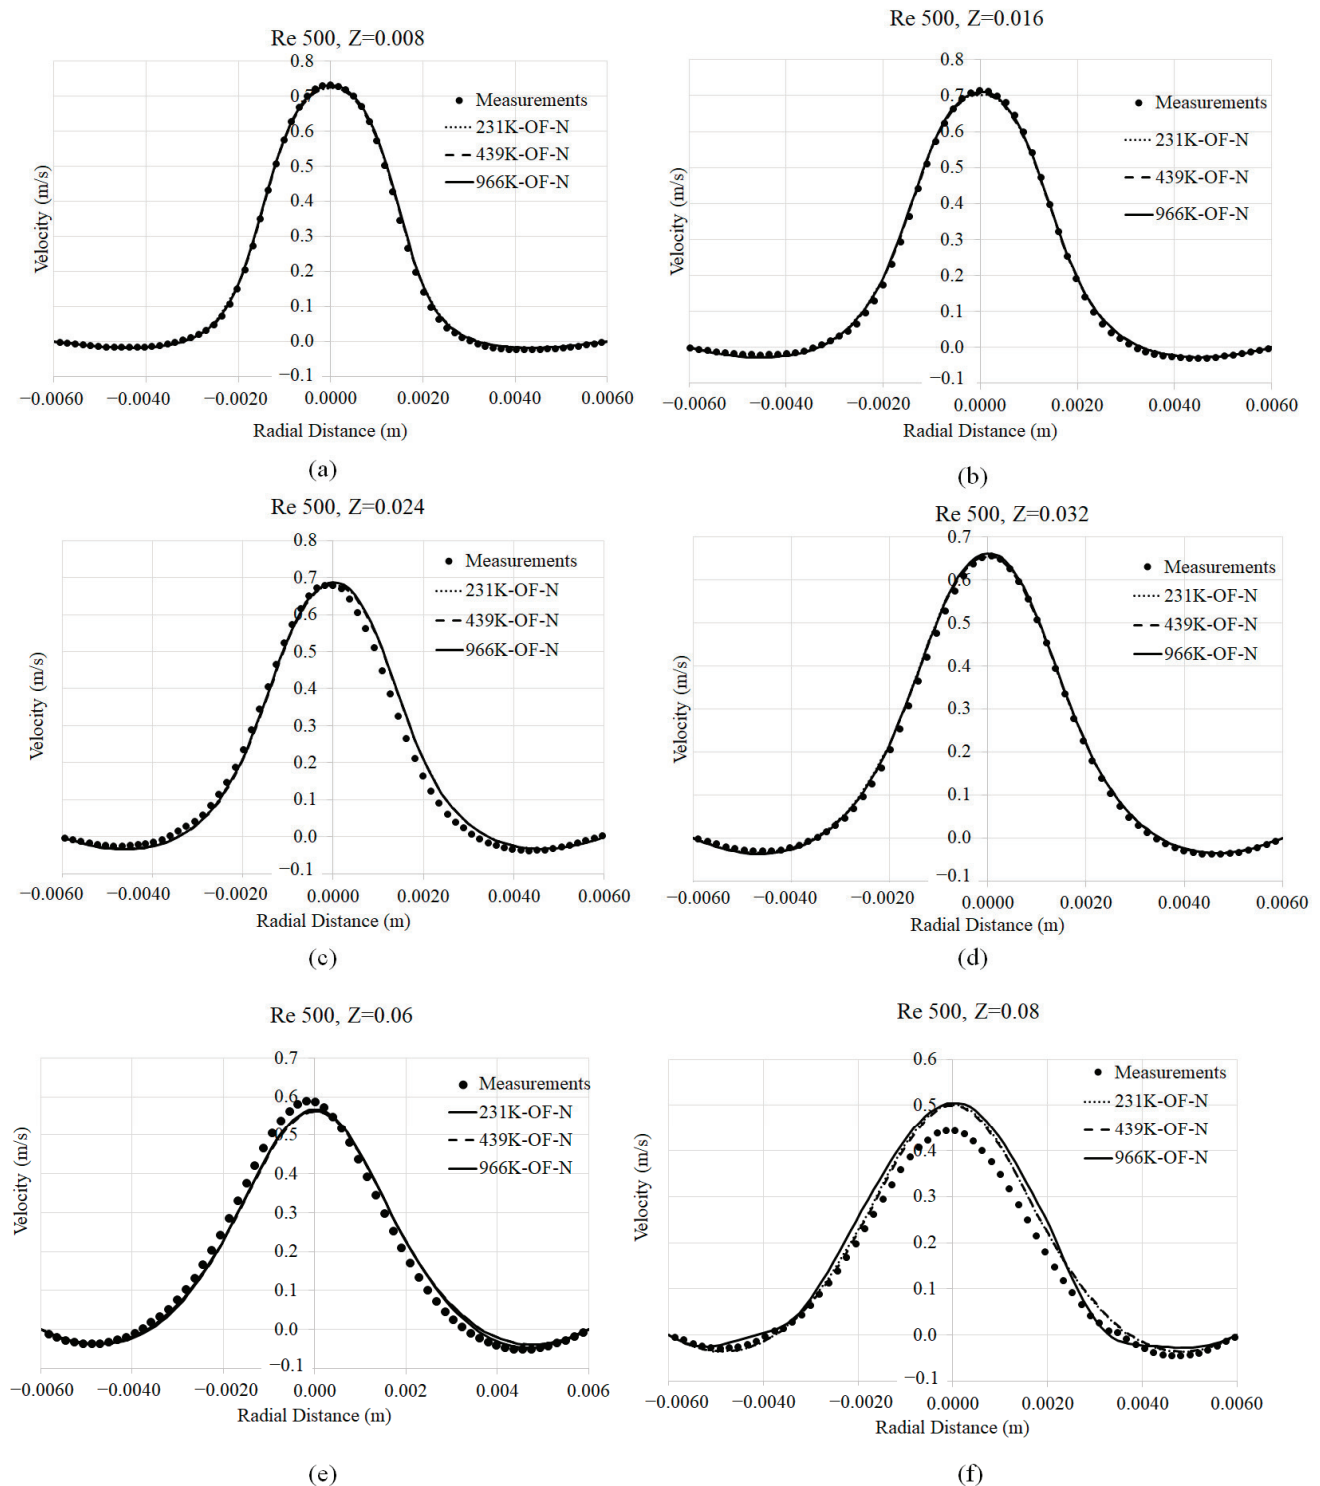 Re 500, Z=0.008
0.8
0.7
0.6
0.5
0.4
0.3
0.2
0.1
0.0
−0.1
Velocity (m/s)
Measurements
231K-OF-N
439K-OF-N
966K-OF-N
−0.0060 −0.0040 −0.0020 0.0000 0.0020 0.0040 0.0060
Radial Distance (m)
(a)
Re 500, Z=0.016
0.8
0.7
0.6
0.5
0.4
0.3
0.2
0.1
0.0
−0.1
Velocity (m/s)
Measurements
231K-OF-N
439K-OF-N
966K-OF-N
−0.0060 −0.0040 −0.0020 0.0000 0.0020 0.0040 0.0060
Radial Distance (m)
(b)
Re 500, Z=0.024
0.8
0.7
0.6
0.5
0.4
0.3
0.2
0.1
0.0
−0.1
Velocity (m/s)
Measurements
231K-OF-N
439K-OF-N
966K-OF-N
−0.0060 −0.0040 −0.0020 0.0000 0.0020 0.0040 0.0060
Radial Distance (m)
(c)
Re 500, Z=0.032
0.7
0.6
0.5
0.4
0.3
0.2
0.1
0.0
−0.1
Velocity (m/s)
Measurements
231K-OF-N
439K-OF-N
966K-OF-N
−0.0060 −0.0040 −0.0020 0.0000 0.0020 0.0040 0.0060
Radial Distance (m)
(d)
Re 500, Z=0.06
0.7
0.6
0.5
0.4
0.3
0.2
0.1
0.0
−0.1
Velocity (m/s)
Measurements
231K-OF-N
439K-OF-N
966K-OF-N
−0.0060 −0.0040 −0.0020 0.000 0.002 0.004 0.006
Radial Distance (m)
(e)
Re 500, Z=0.08
0.6
0.5
0.4
0.3
0.2
0.1
0.0
−0.1
Velocity (m/s)
Measurements
231K-OF-N
439K-OF-N
966K-OF-N
−0.0060 −0.0040 −0.0020 0.0000 0.0020 0.0040 0.0060
Radial Distance (m)
(f)